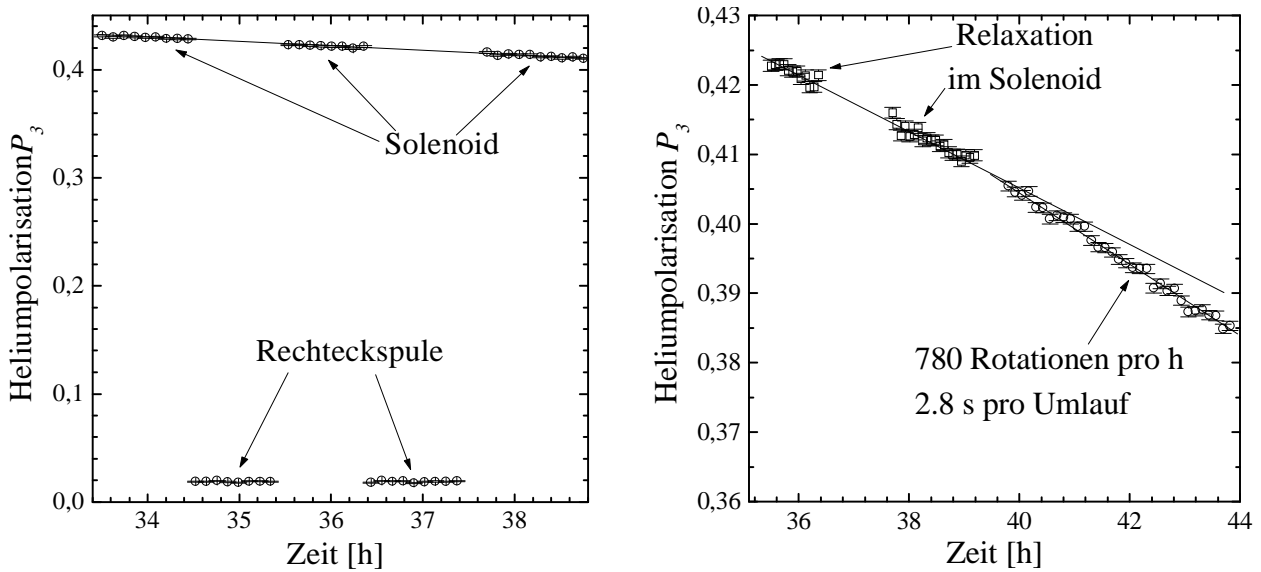 0,4
0,3
0,2
0,1
0,0
34
35
36
37
38
HeliumpolarisationP3
Zeit [h]
Solenoid
Rechteckspule
0,43
0,42
0,41
0,40
0,39
0,38
0,37
0,36
36
38
40
42
44
Heliumpolarisation P3
Zeit [h]
Relaxation
im Solenoid
780 Rotationen pro h
2.8 s pro Umlauf